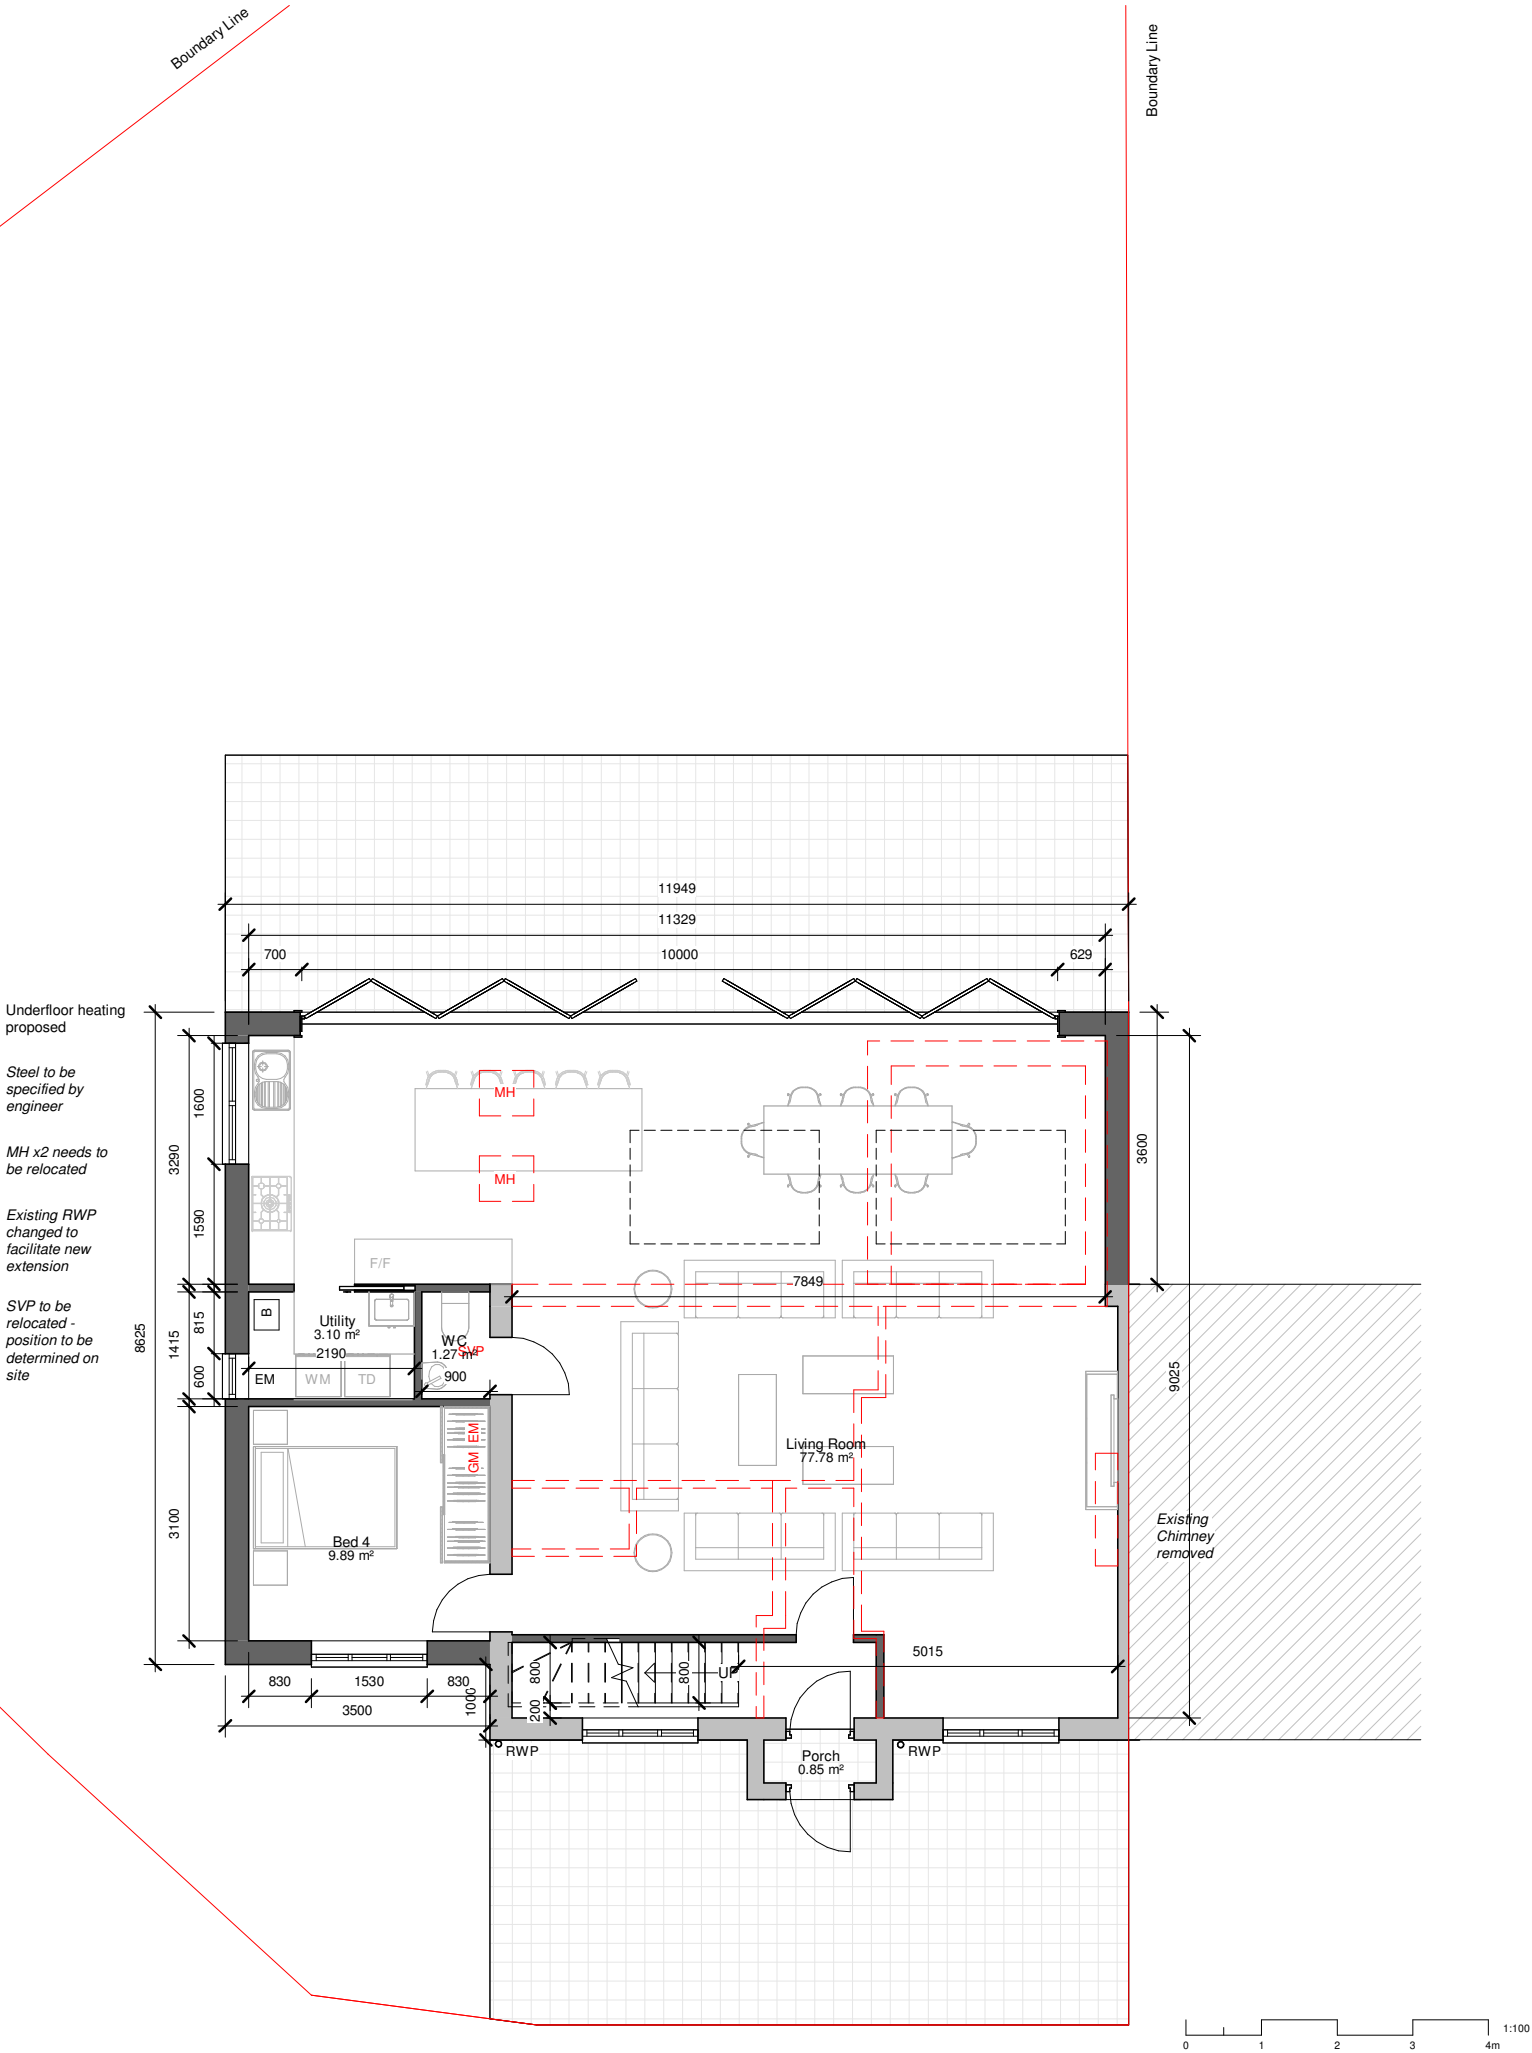 Boundary Line
Boundary Line
11949
11329
700
10000
629
Underfloor heating
proposed
Steel to be
specified by
engineer
MH x2 needs to
be relocated
Existing RWP
changed to
facilitate new
extension
SVP to be
relocated -
position to be
determined on
site
8625
3290
1415
3100
1600
1590
815
600
MH
MH
F/F
3600
9025
7849
B
Utility
3.10 m²
2190
EM
WM
TD
WC
1.27 m²
SVP
900
GM EM
Living Room
77.78 m²
Bed 4
9.89 m²
Existing
Chimney
removed
830
1530
830
3500
1000
800
200
800
UP
5015
RWP
Porch
0.85 m²
RWP
0
1
2
3
4m
1:100